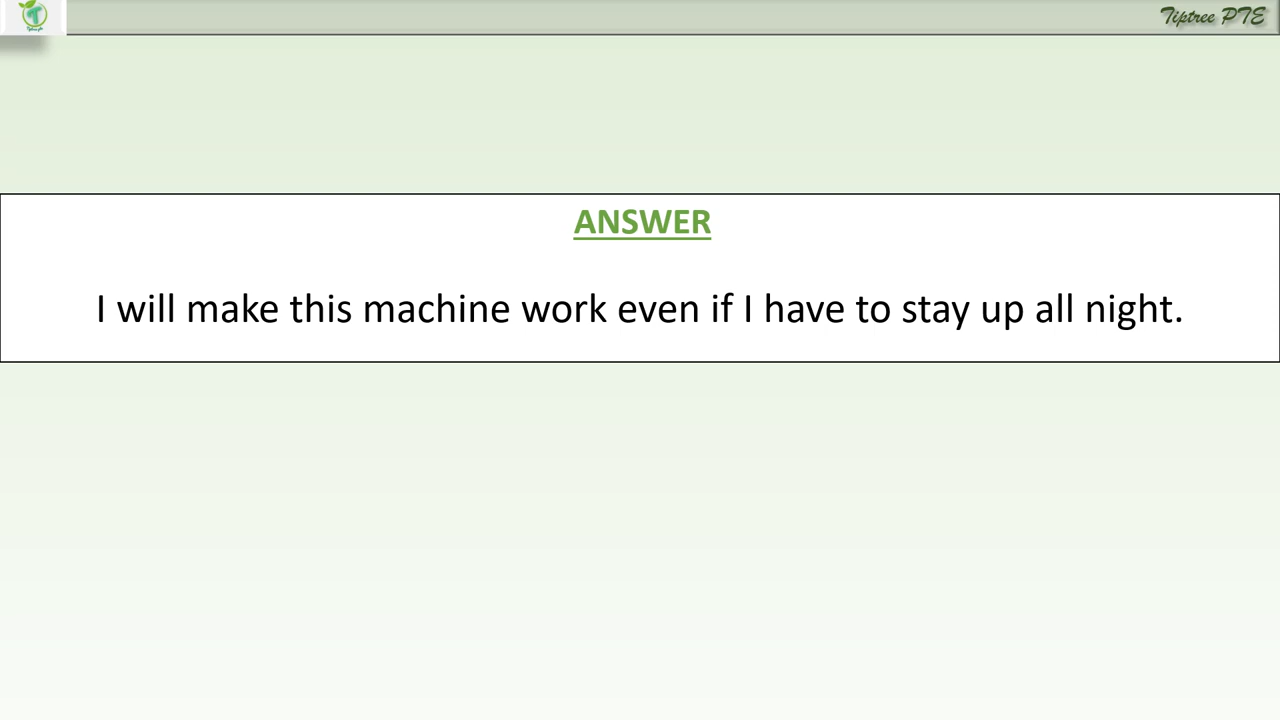 Tiptree PTE
ANSWER
I will make this machine work even if I have to stay up all night.